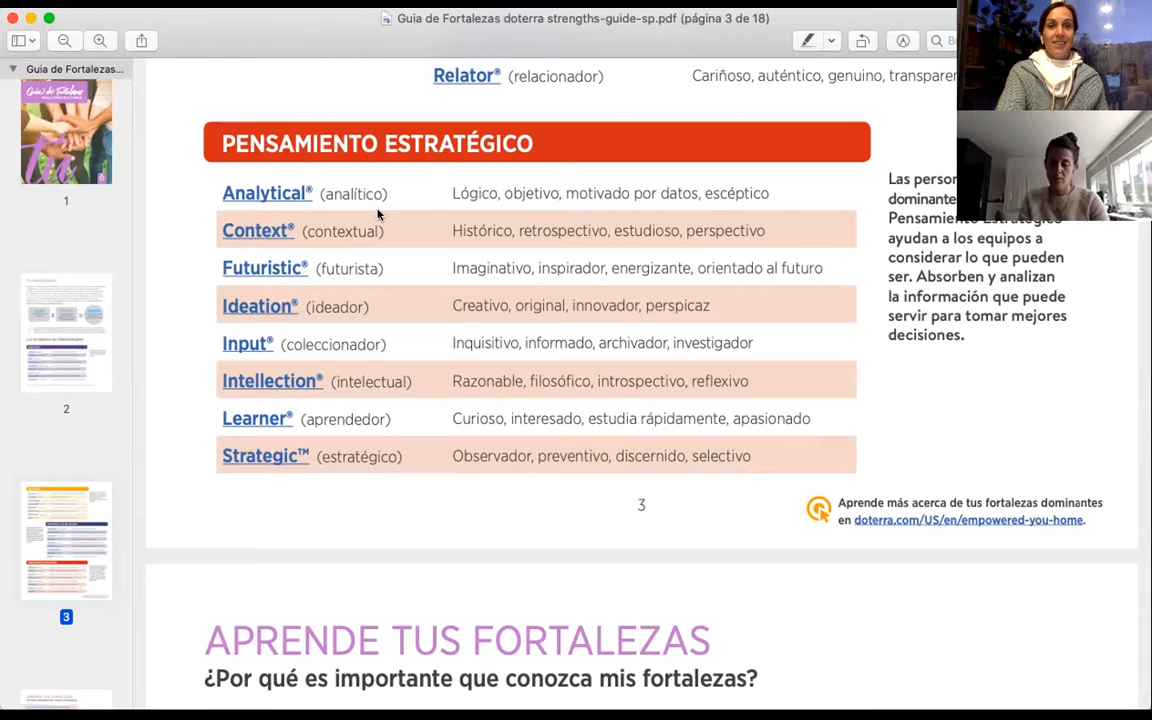 Guia de Fortalezas doterra strengths-guide-sp.pdf (página 3 de 18)
Guia de Fortalezas...
1
2
3
Relator® (relacionador) Cariñoso, auténtico, genuino,
PENSAMIENTO ESTRATÉGICO
Analytical® (analítico) Lógico, objetivo, motivado por datos, escéptico
Context® (contextual) Histórico, retrospectivo, estudioso, perspectivo
Futuristic® (futurista) Imaginativo, inspirador, energizante, orientado al futuro
Ideation® (ideador) Creativo, original, innovador, perspicaz
Input® (coleccionador) Inquisitivo, informado, archivador, investigador
Intellection® (intelectual) Razonable, filosófico, introspectivo, reflexivo
Learner® (aprendedor) Curioso, interesado, estudia rápidamente, apasionado
Strategic™ (estratégico) Observador, preventivo, discernido, selectivo
Las
Pensamiento Estratégico
ayudan a los equipos a
considerar lo que pueden
ser. Absorben y analizan
la información que puede
servir para tomar mejores
decisiones.
3
Aprende más acerca de tus fortalezas dominantes
en doterra.com/US/en/empowered-you-home.
APRENDE TUS FORTALEZAS
¿Por qué es importante que conozca mis fortalezas?